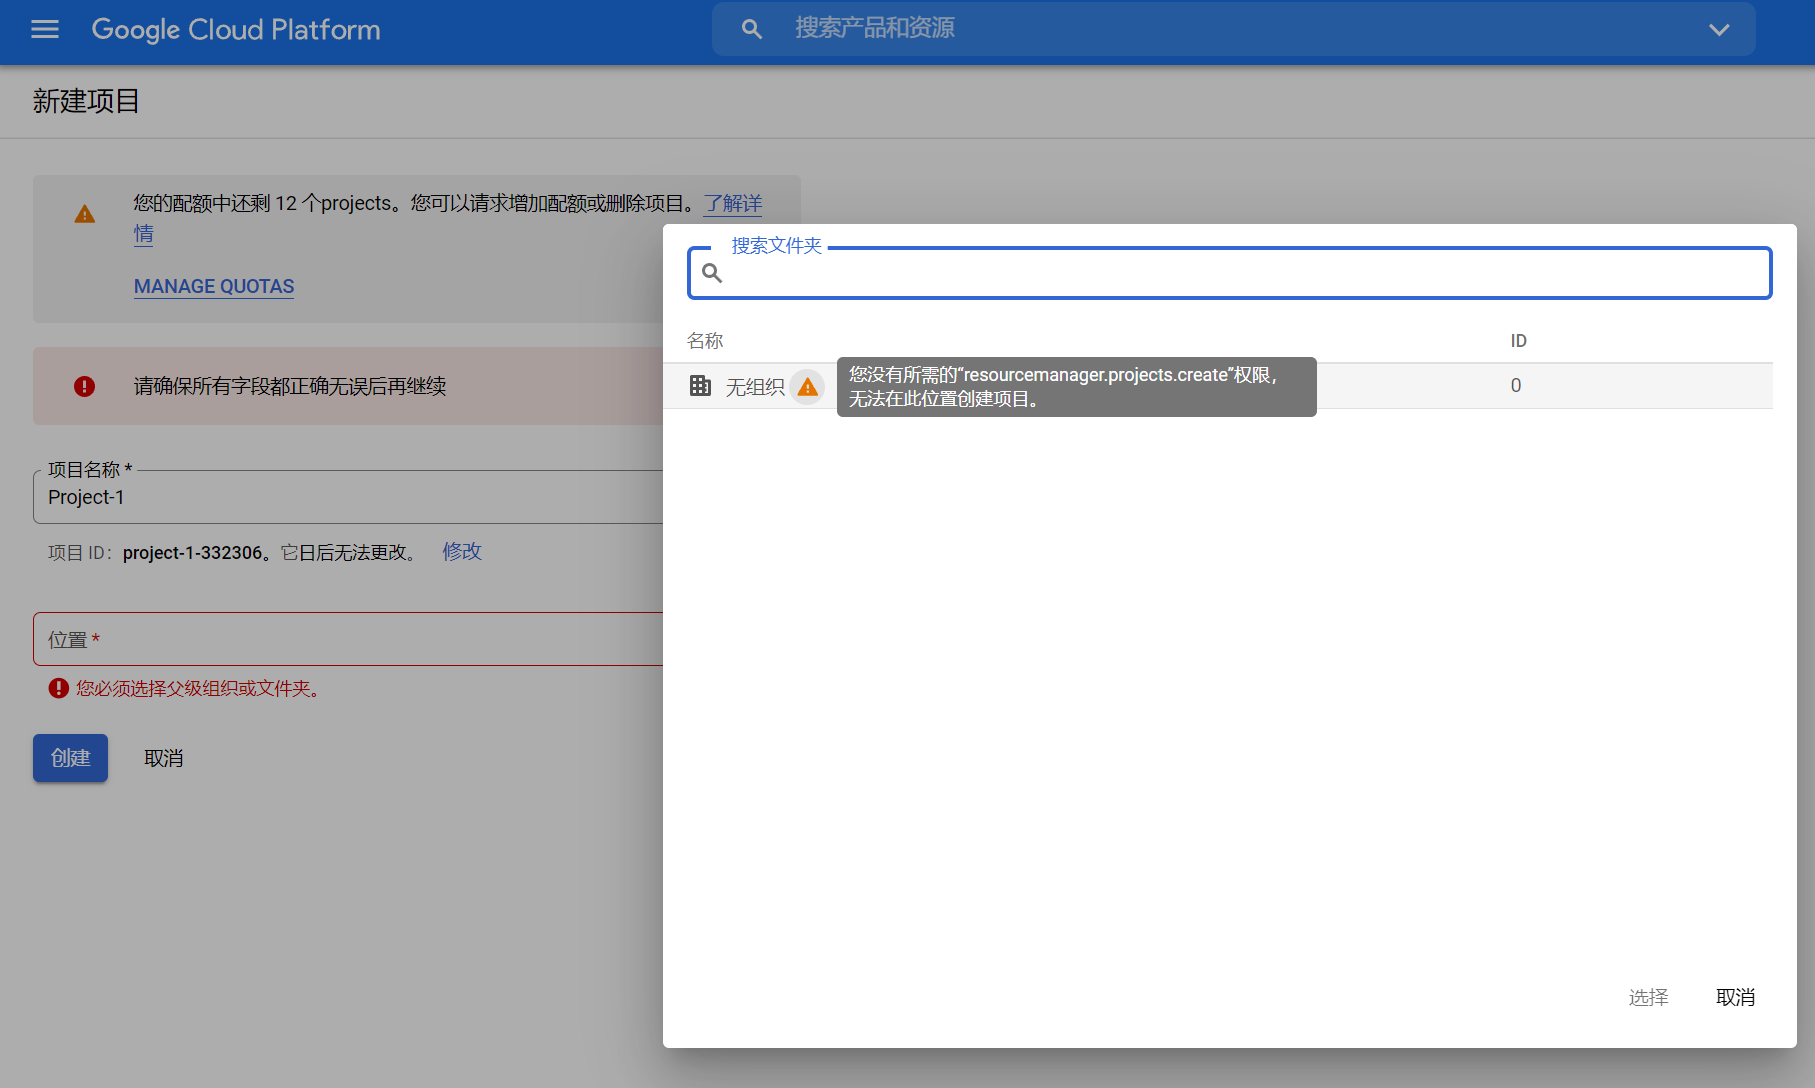 Google Cloud Platform
搜索产品和资源
新建项目
您的配额中还剩 12 个projects。您可以请求增加配额或删除项目。了解详
情
MANAGE QUOTAS
请确保所有字段都正确无误后再继续
项目名称 *
Project-1
项目 ID：project-1-332306。它日后无法更改。 修改
位置 *
您必须选择父级组织或文件夹。
创建 取消
搜索文件夹
名称 ID
无组织 0
您没有所需的“resourcemanager.projects.create”权限，
无法在此位置创建项目。
选择 取消